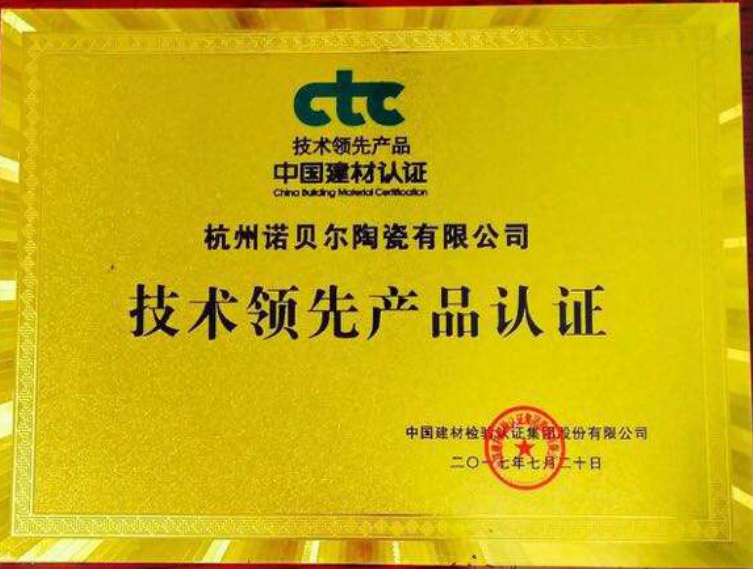 ctc
技术领先产品
中国建材认证
China Building Material Certification
杭州诺贝尔陶瓷有限公司
技术领先产品认证
中国建材检验认证集团股份有限公司
二〇一七年七月二十日